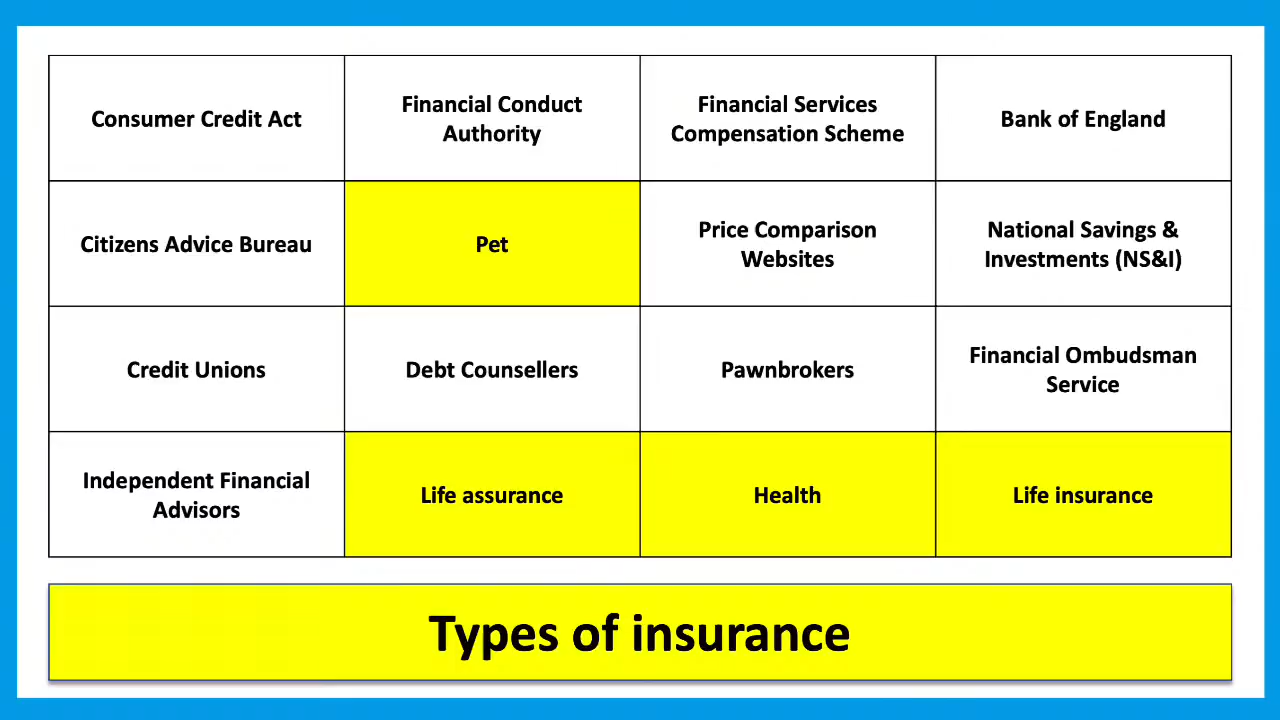 Consumer Credit Act
Financial Conduct
Authority
Financial Services
Compensation Scheme
Bank of England
Citizens Advice Bureau
Pet
Price Comparison
Websites
National Savings &
Investments (NS&I)
Credit Unions
Debt Counsellers
Pawnbrokers
Financial Ombudsman
Service
Independent Financial
Advisors
Life assurance
Health
Life insurance
Types of insurance